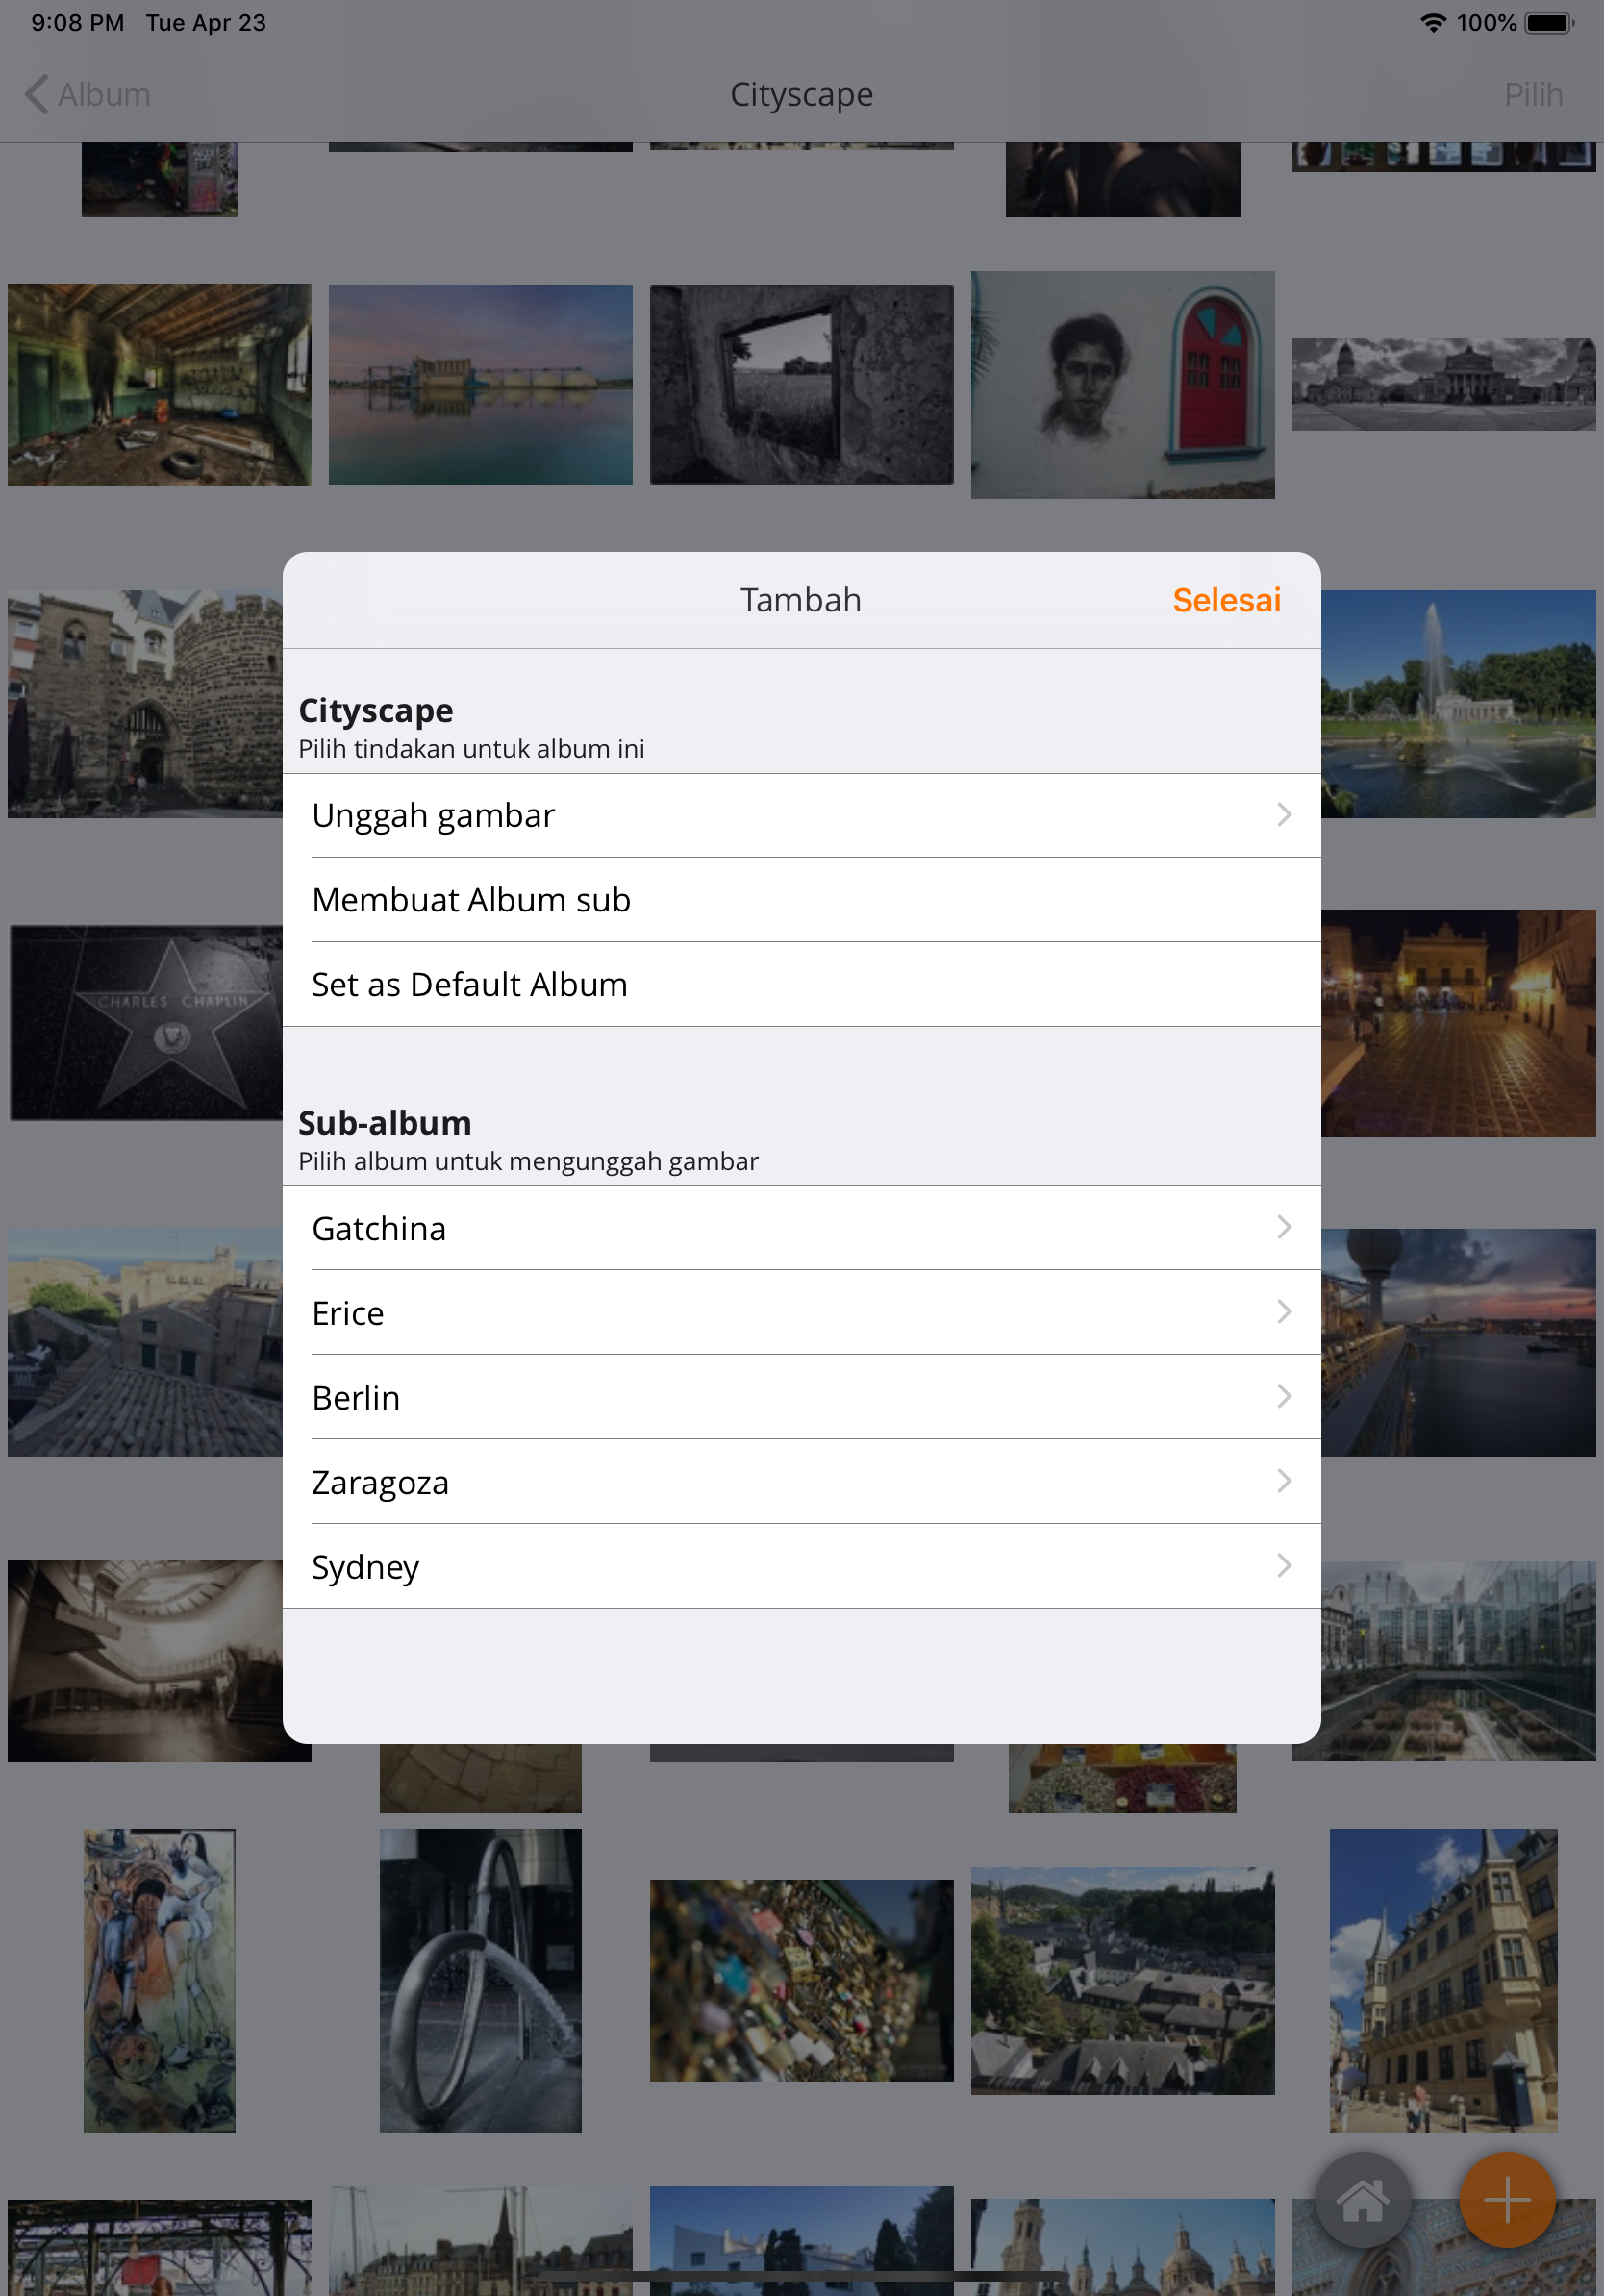 9:08 PM Tue Apr 23 100%
Album Cityscape Pilih
Tambah Selesai
Cityscape
Pilih tindakan untuk album ini
Unggah gambar
Membuat Album sub
Set as Default Album
CHARLES CHAPLIN
Sub-album
Pilih album untuk mengunggah gambar
Gatchina
Erice
Berlin
Zaragoza
Sydney